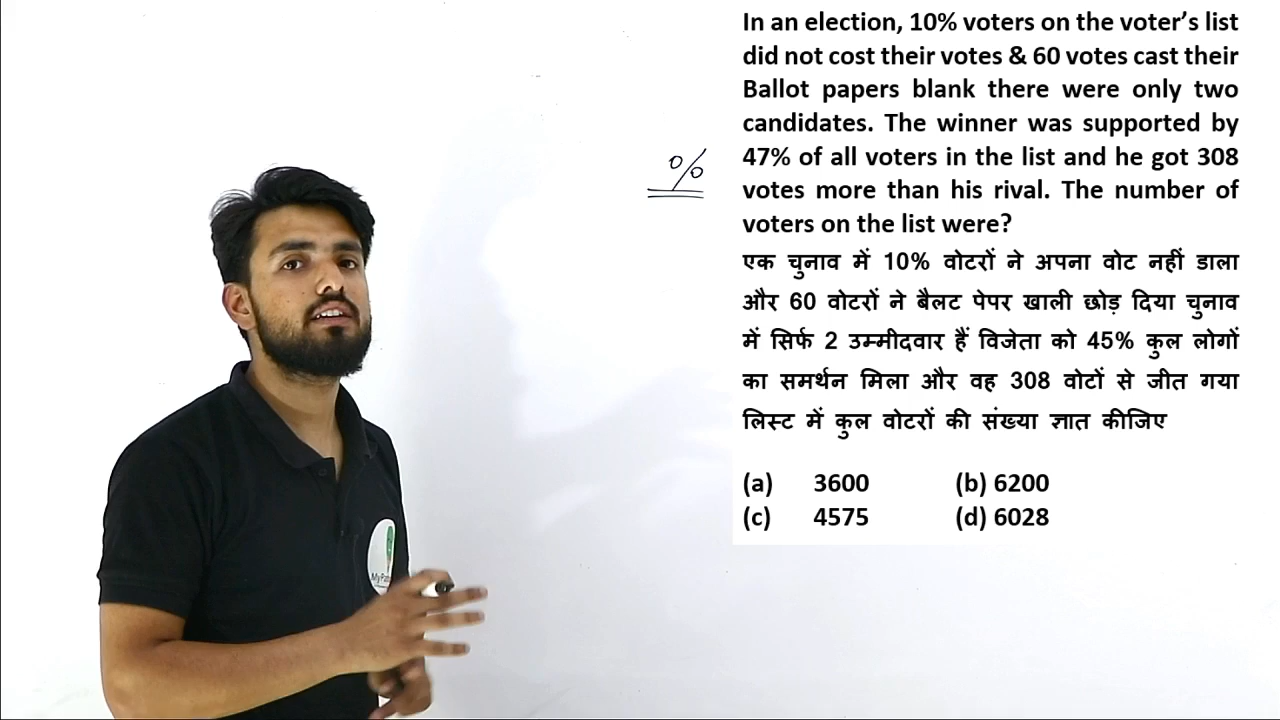 In an election, 10% voters on the voter’s list
did not cost their votes & 60 votes cast their
Ballot papers blank there were only two
candidates. The winner was supported by
47% of all voters in the list and he got 308
votes more than his rival. The number of
voters on the list were?
एक चुनाव में 10% वोटरों ने अपना वोट नहीं डाला
और 60 वोटरों ने बैलट पेपर खाली छोड़ दिया चुनाव
में सिर्फ 2 उम्मीदवार हैं विजेता को 45% कुल लोगों
का समर्थन मिला और वह 308 वोटों से जीत गया
लिस्ट में कुल वोटरों की संख्या ज्ञात कीजिए
(a) 3600 (b) 6200
(c) 4575 (d) 6028
%